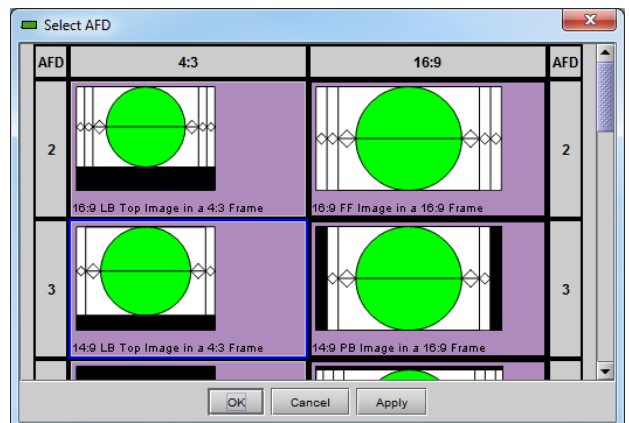 Select AFD
AFD 4:3 16:9 AFD
2 2
16:9 LB Top Image in a 4:3 Frame 16:9 FF Image in a 16:9 Frame
3 3
14:9 LB Top Image in a 4:3 Frame 14:9 PB Image in a 16:9 Frame
OK Cancel Apply